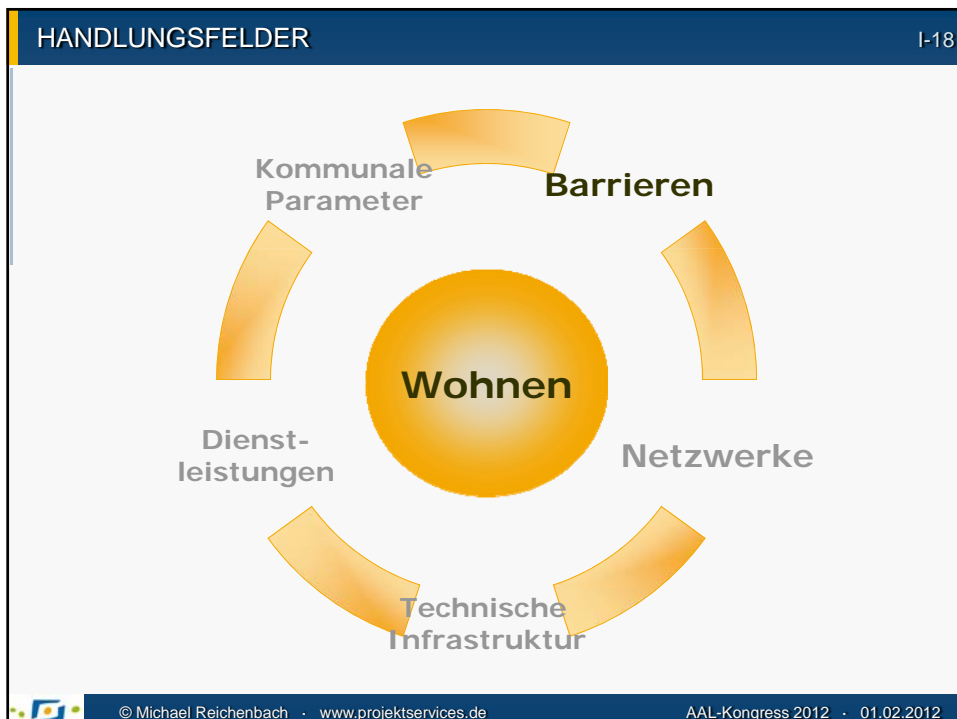 HANDLUNGSFELDER
I-18
Kommunale
Parameter
Barrieren
Wohnen
Dienst-
leistungen
Netzwerke
Technische
Infrastruktur
© Michael Reichenbach · www.projektservices.de
AAL-Kongress 2012 · 01.02.2012